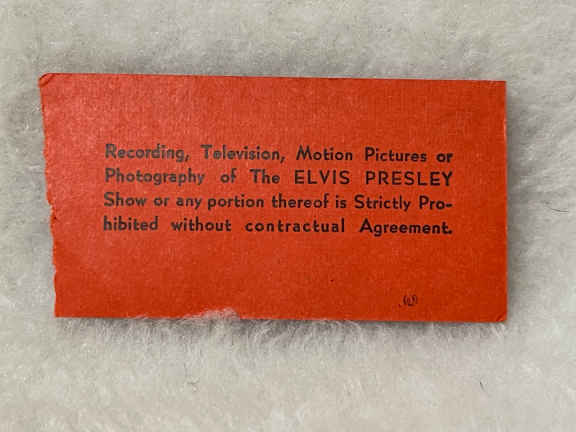 Recording, Television, Motion Pictures or
Photography of The ELVIS PRESLEY
Show or any portion thereof is Strictly Pro-
hibited without contractual Agreement.